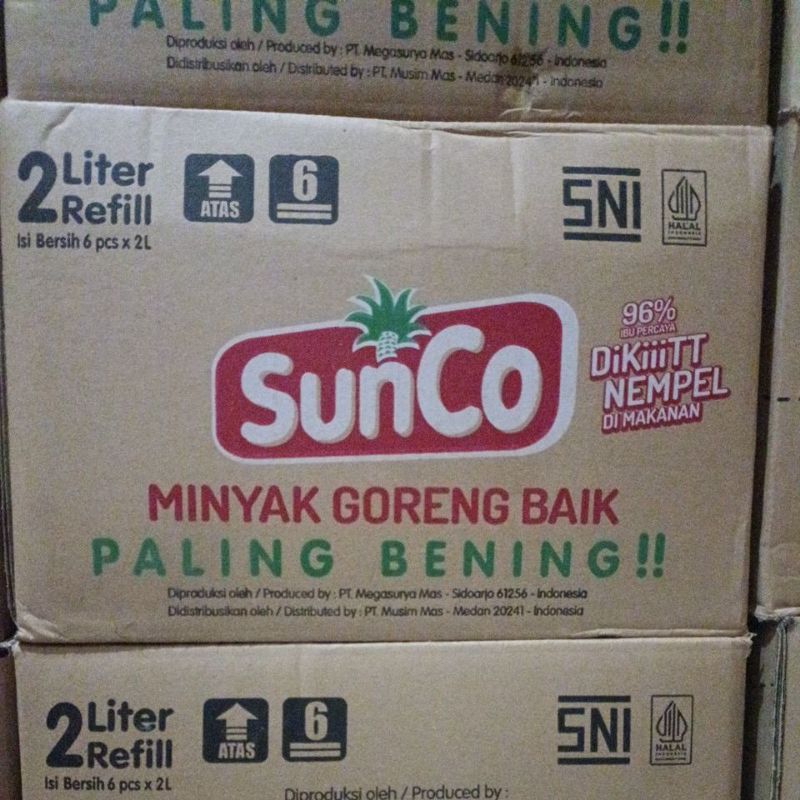 PALING BENING!!
Diproduksi oleh / Produced by : PT. Megasurya Mas - Sidoarjo 61256 - Indonesia
Didistribusikan oleh / Distributed by : PT. Musim Mas - Medan 20241 - Indonesia
2 Liter
Refill
Isi Bersih 6 pcs x 2L
ATAS
6
SNI
HALAL
INDONESIA
SunCo
96%
IBU PERCAYA
DiKiiiTT
NEMPEL
DI MAKANAN
MINYAK GORENG BAIK
PALING BENING!!
Diproduksi oleh / Produced by : PT. Megasurya Mas - Sidoarjo 61256 - Indonesia
Didistribusikan oleh / Distributed by : PT. Musim Mas - Medan 20241 - Indonesia
2 Liter
Refill
Isi Bersih 6 pcs x 2L
ATAS
6
SNI
HALAL
INDONESIA
Diproduksi oleh / Produced by :